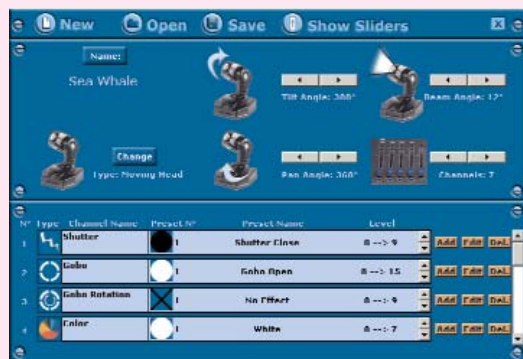 New Open Save Show Sliders X
Name:
Sea Whale
Tilt Angle: 300° Beam Angle: 12°
Change
Type: Moving Head Pan Angle: 360° Channels: 7
N° Type Channel Name Preset N° Preset Name Level
1 Shutter 1 Shutter Close 0 --> 9 Add Edit Del.
2 Gobo 1 Gobo Open 0 --> 15 Add Edit Del.
3 Gobo Rotation 1 No Effect 0 --> 9 Add Edit Del.
4 Color 1 White 0 --> 7 Add Edit Del.